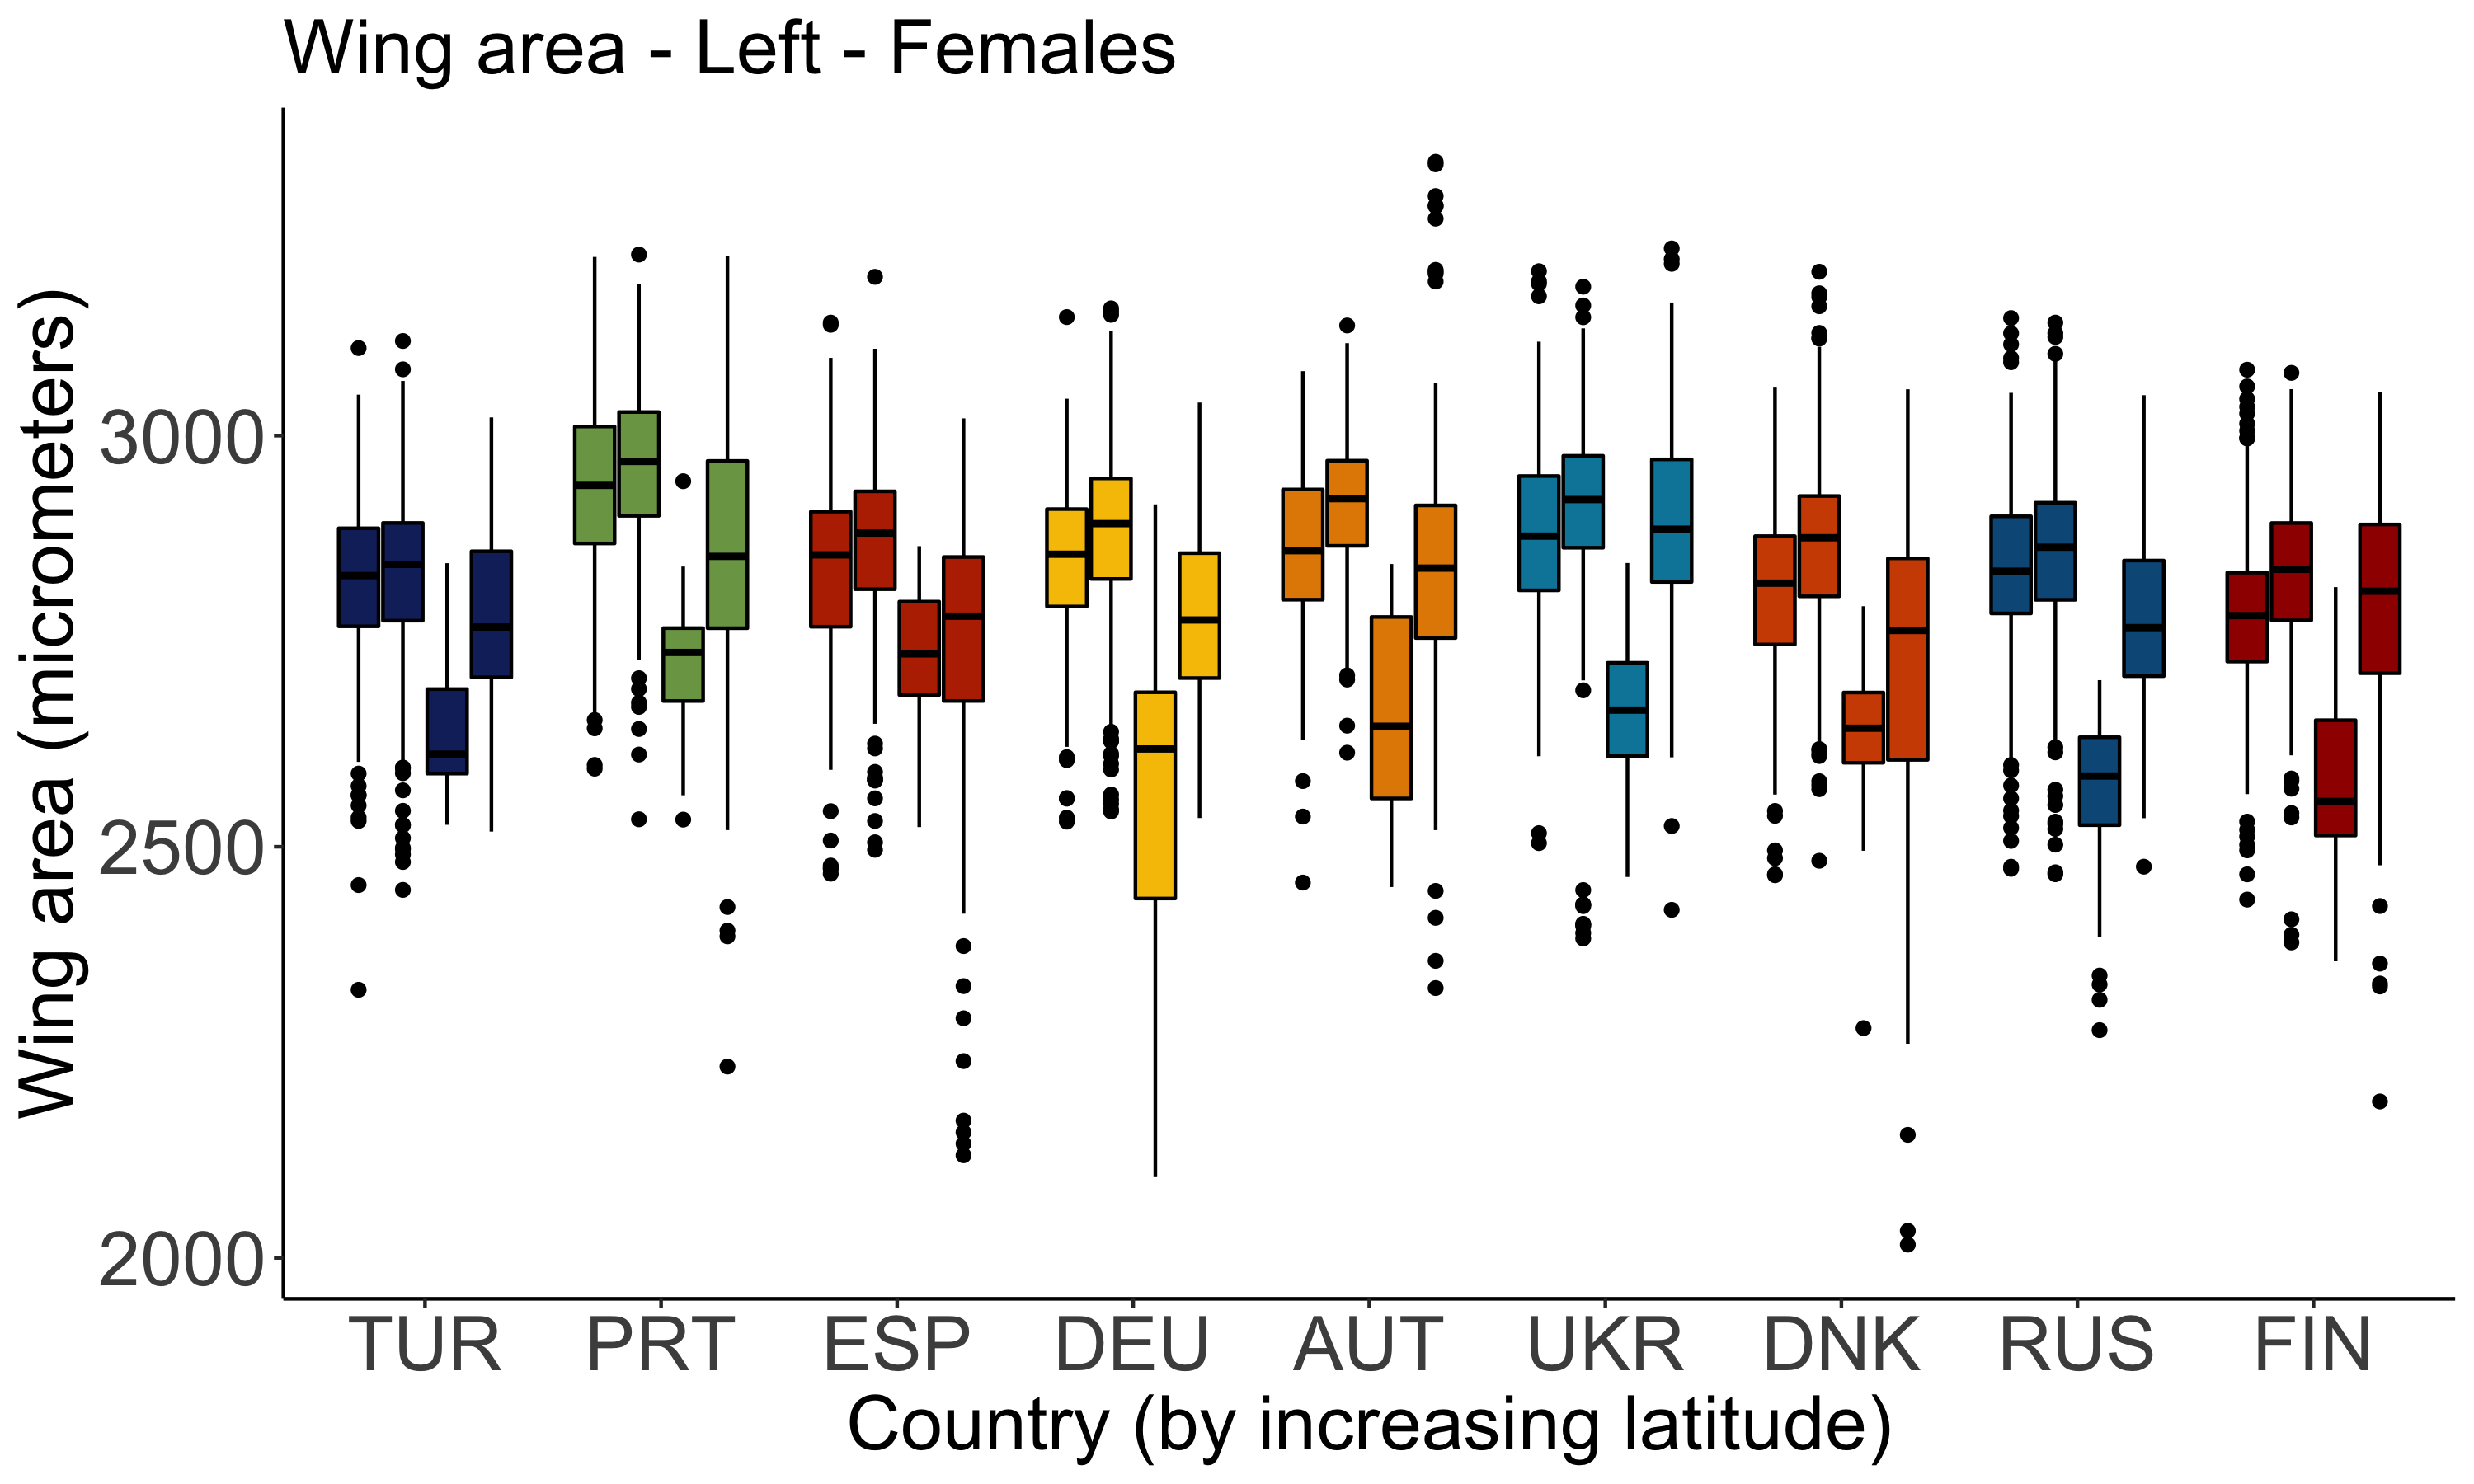 Wing area - Left - Females
Wing area (micrometers)
3000
2500
2000
TUR PRT ESP DEU AUT UKR DNK RUS FIN
Country (by increasing latitude)